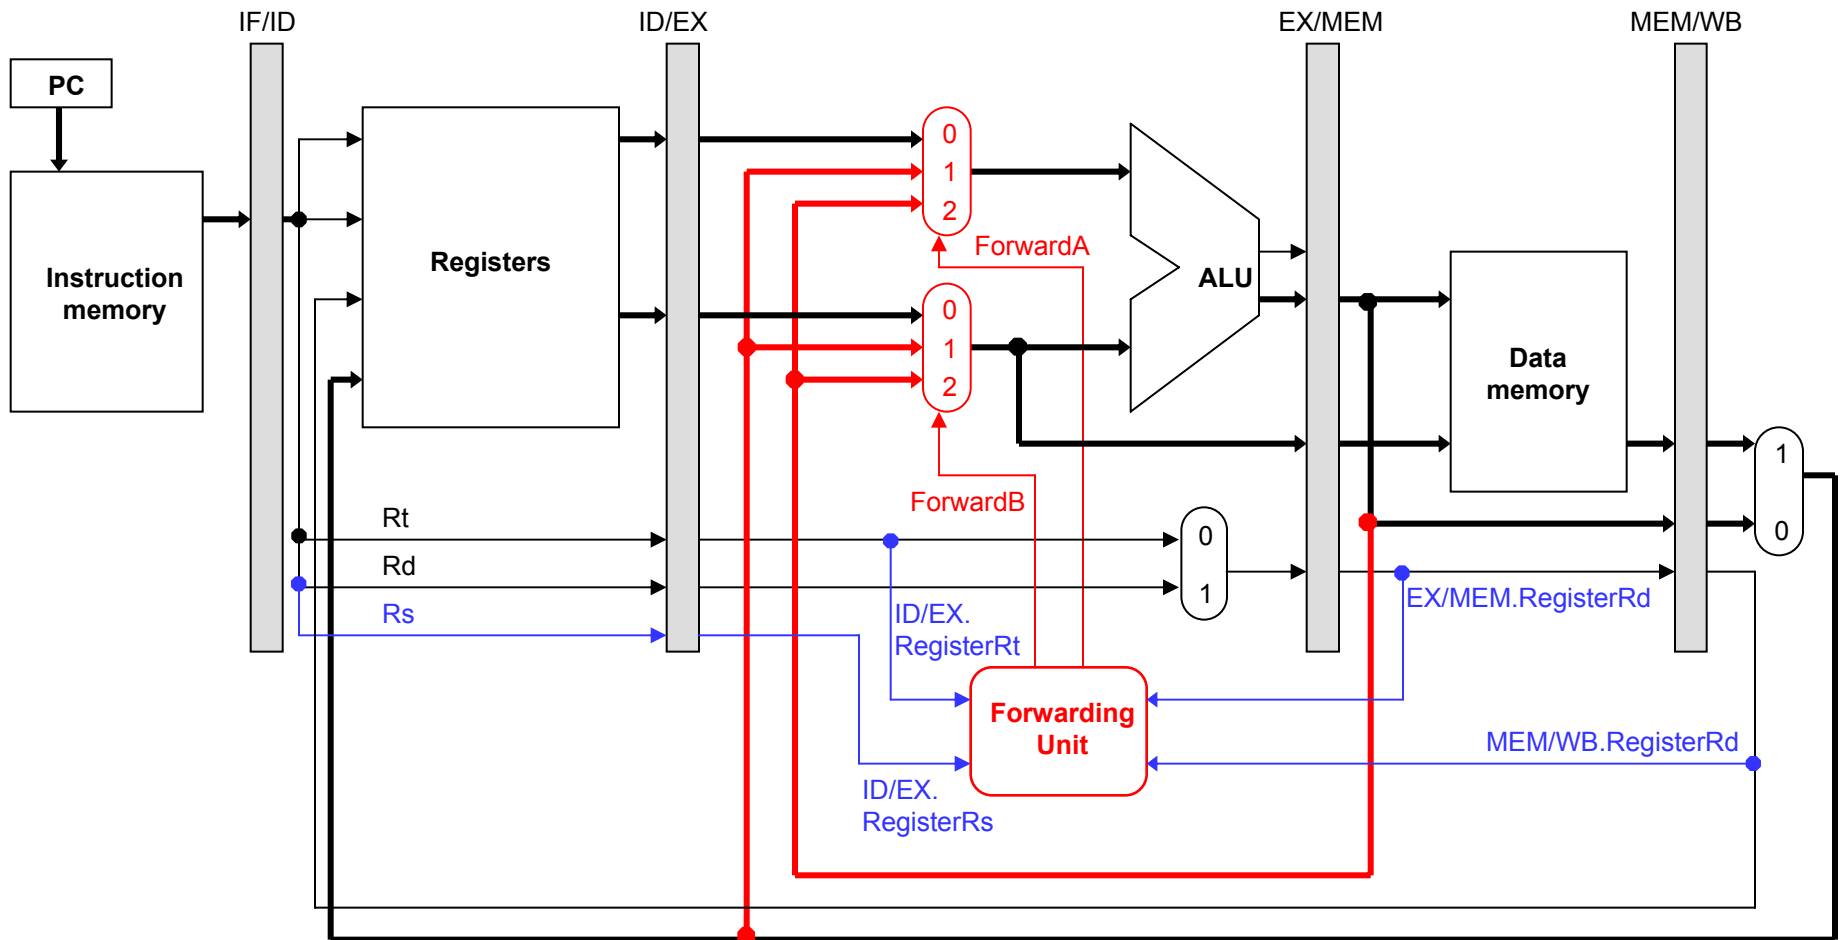 IF/ID
ID/EX
EX/MEM
MEM/WB
PC
Instruction
memory
Registers
0
1
2
ForwardA
0
1
2
ForwardB
ALU
Data
memory
1
0
Rt
Rd
Rs
0
1
ID/EX.
RegisterRt
EX/MEM.RegisterRd
Forwarding
Unit
MEM/WB.RegisterRd
ID/EX.
RegisterRs